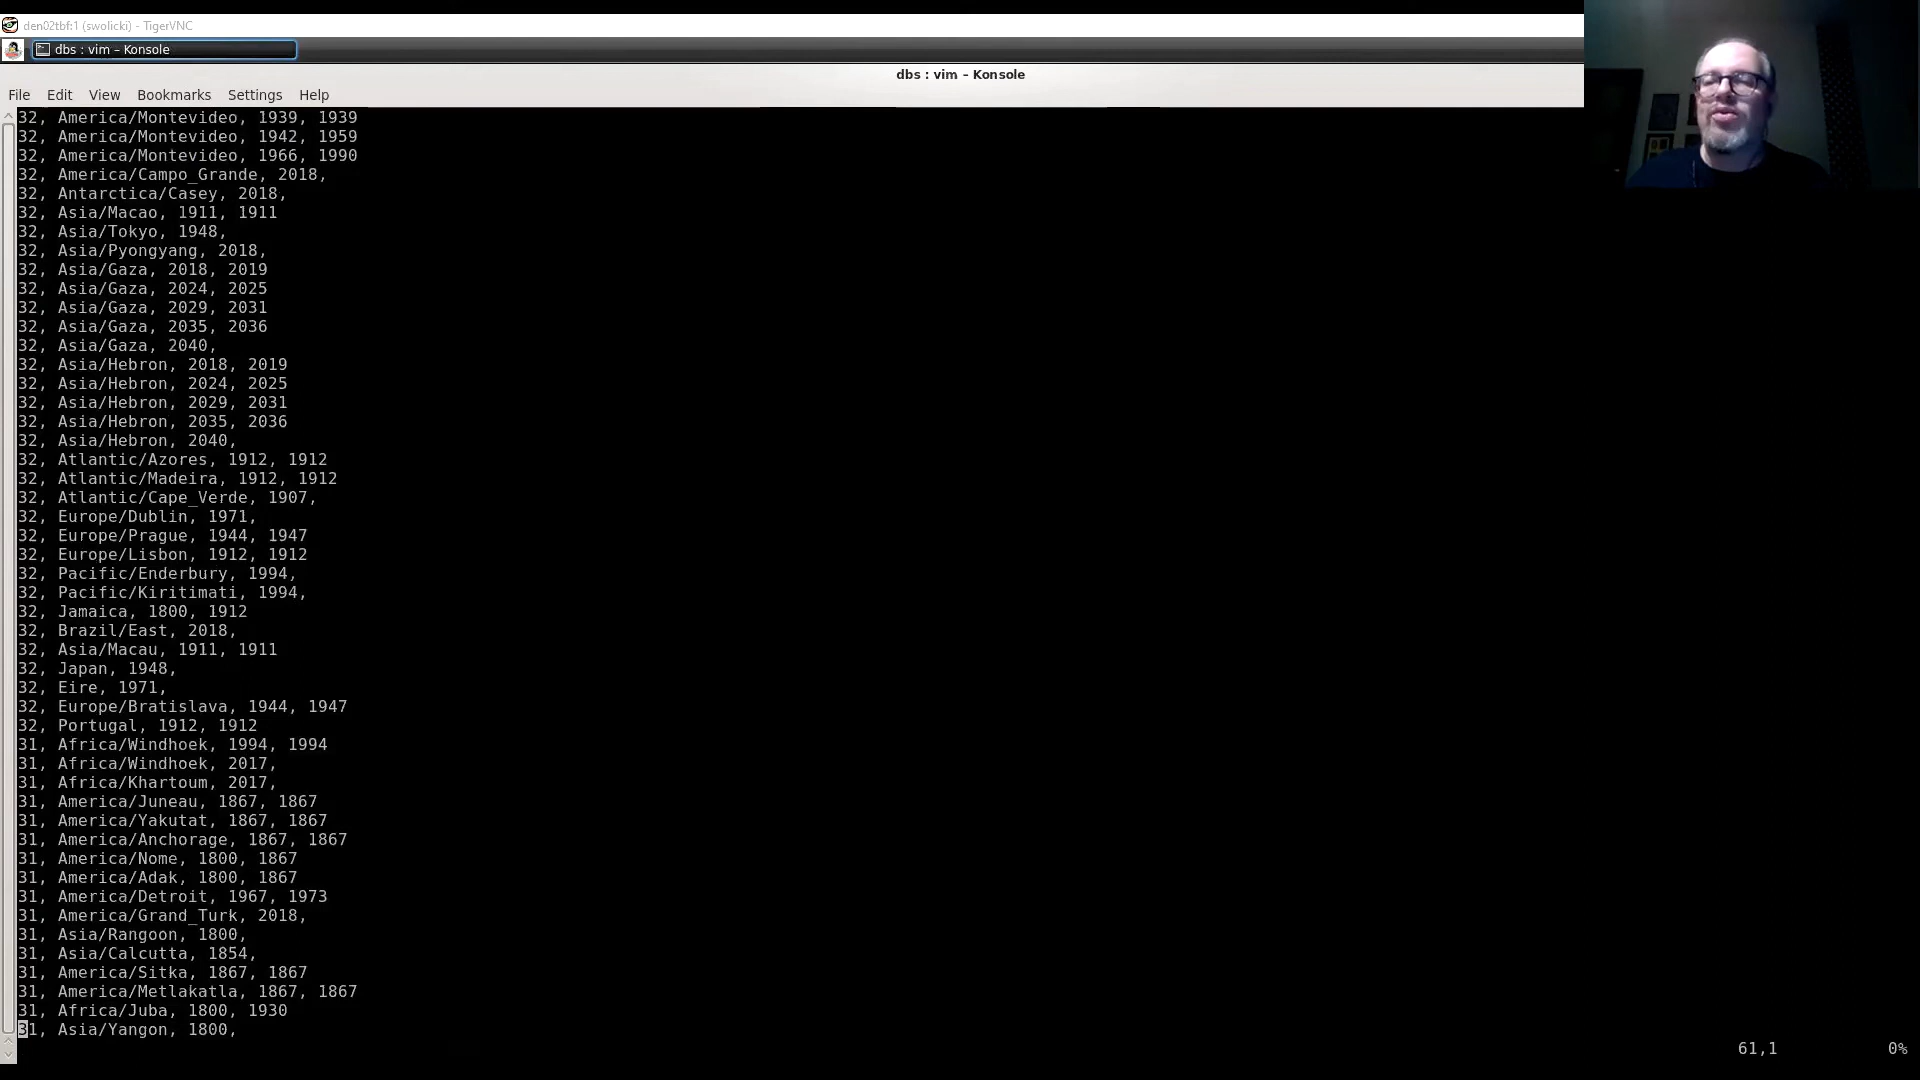 den02tbf:1 (swolicki) - TigerVNC
dbs : vim – Konsole
dbs : vim – Konsole
File Edit View Bookmarks Settings Help
32, America/Montevideo, 1939, 1939
32, America/Montevideo, 1942, 1959
32, America/Montevideo, 1966, 1990
32, America/Campo_Grande, 2018,
32, Antarctica/Casey, 2018,
32, Asia/Macao, 1911, 1911
32, Asia/Tokyo, 1948,
32, Asia/Pyongyang, 2018,
32, Asia/Gaza, 2018, 2019
32, Asia/Gaza, 2024, 2025
32, Asia/Gaza, 2029, 2031
32, Asia/Gaza, 2035, 2036
32, Asia/Gaza, 2040,
32, Asia/Hebron, 2018, 2019
32, Asia/Hebron, 2024, 2025
32, Asia/Hebron, 2029, 2031
32, Asia/Hebron, 2035, 2036
32, Asia/Hebron, 2040,
32, Atlantic/Azores, 1912, 1912
32, Atlantic/Madeira, 1912, 1912
32, Atlantic/Cape_Verde, 1907,
32, Europe/Dublin, 1971,
32, Europe/Prague, 1944, 1947
32, Europe/Lisbon, 1912, 1912
32, Pacific/Enderbury, 1994,
32, Pacific/Kiritimati, 1994,
32, Jamaica, 1800, 1912
32, Brazil/East, 2018,
32, Asia/Macau, 1911, 1911
32, Japan, 1948,
32, Eire, 1971,
32, Europe/Bratislava, 1944, 1947
32, Portugal, 1912, 1912
31, Africa/Windhoek, 1994, 1994
31, Africa/Windhoek, 2017,
31, Africa/Khartoum, 2017,
31, America/Juneau, 1867, 1867
31, America/Yakutat, 1867, 1867
31, America/Anchorage, 1867, 1867
31, America/Nome, 1800, 1867
31, America/Adak, 1800, 1867
31, America/Detroit, 1967, 1973
31, America/Grand_Turk, 2018,
31, Asia/Rangoon, 1800,
31, Asia/Calcutta, 1854,
31, America/Sitka, 1867, 1867
31, America/Metlakatla, 1867, 1867
31, Africa/Juba, 1800, 1930
31, Asia/Yangon, 1800,
61,1 0%